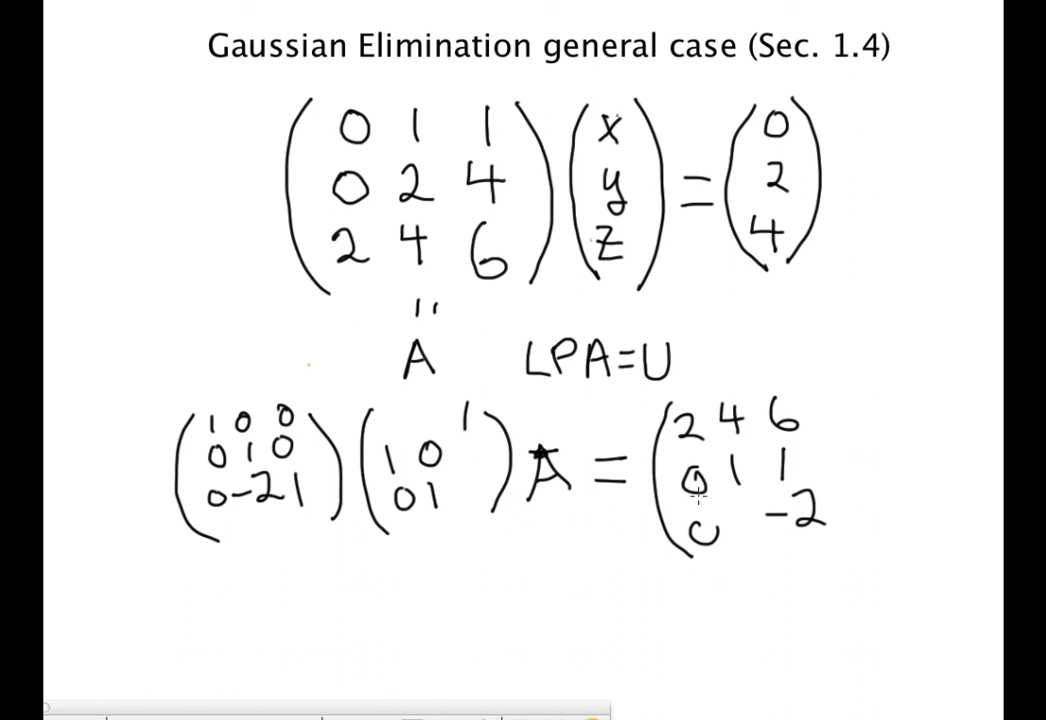 Gaussian Elimination general case (Sec. 1.4)
( 0 1 1 ) ( x ) = ( 0 )
( 0 2 4 ) ( y ) = ( 2 )
( 2 4 6 ) ( z ) = ( 4 )
"
A LPA=U
( 1 0 0 ) ( 1 ) A = ( 2 4 6 )
( 0 1 0 ) ( 1 0 ) ( 0 1 1 )
( 0 -2 1 ) ( 0 1 ) ( 0 -2 )